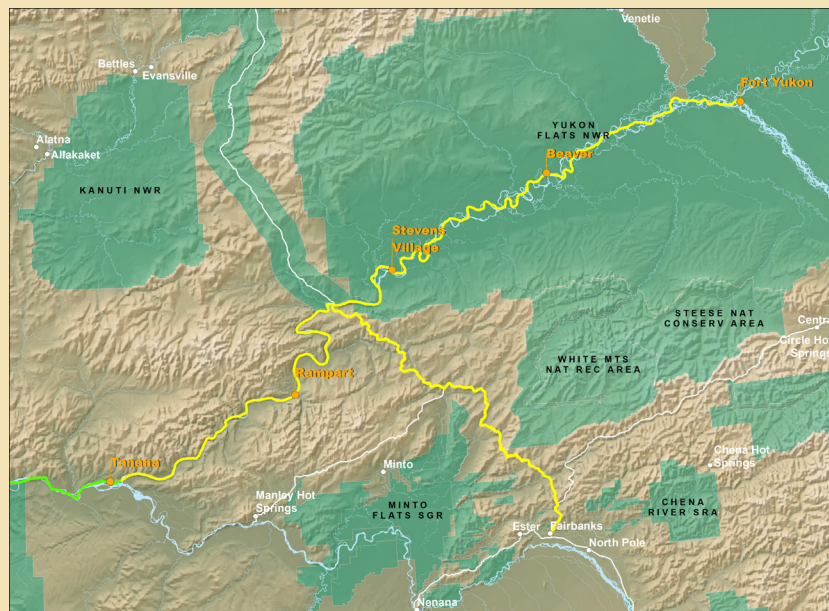 Venetie
Bettles
Evansville
Fort Yukon
YUKON
FLATS NWR
Alatna
Allakaket
Beaver
KANUTI NWR
Stevens
Village
STEESE NAT
CONSERV AREA
Centra
Circle Hot
Springs
WHITE MTS
NAT REC AREA
Rampart
Chena Hot
Springs
Tanana
Minto
Manley Hot
Springs
MINTO
FLATS SGR
CHENA
RIVER SRA
Ester
Fairbanks
North Pole
Nenana